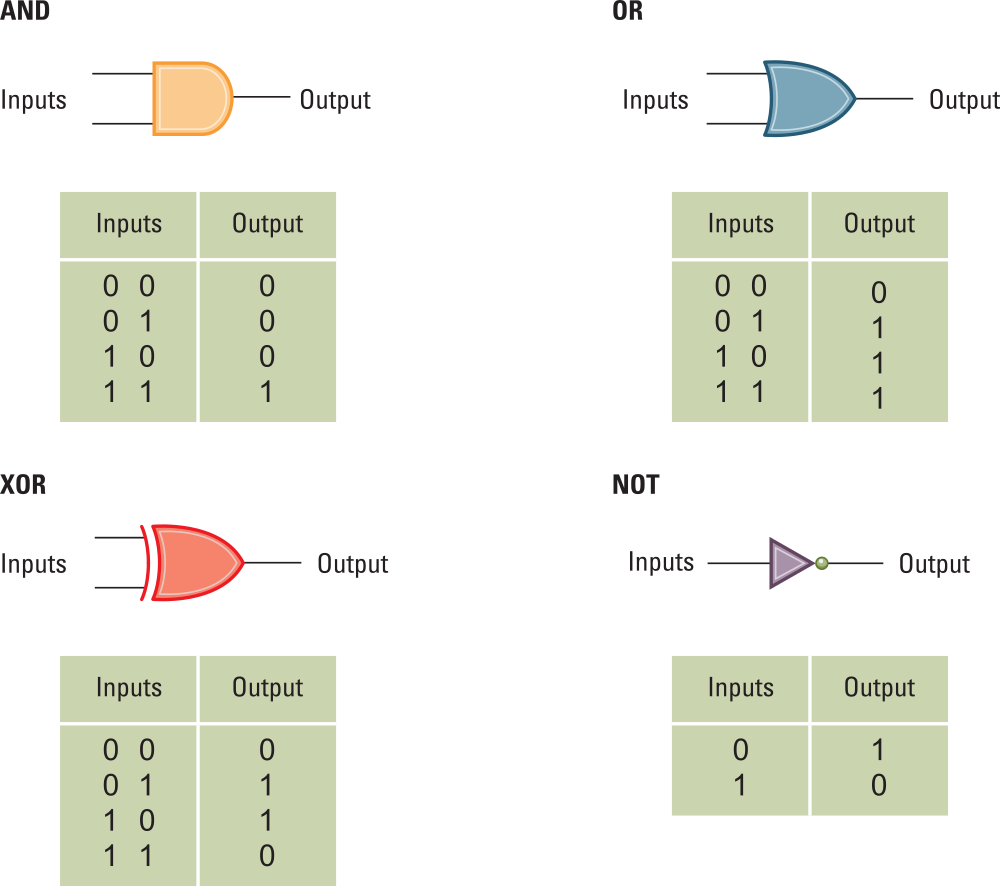 AND
Inputs Output
Inputs Output
0 0 0
0 1 0
1 0 0
1 1 1
OR
Inputs Output
Inputs Output
0 0 0
0 1 1
1 0 1
1 1 1
XOR
Inputs Output
Inputs Output
0 0 0
0 1 1
1 0 1
1 1 0
NOT
Inputs Output
Inputs Output
0 1
1 0